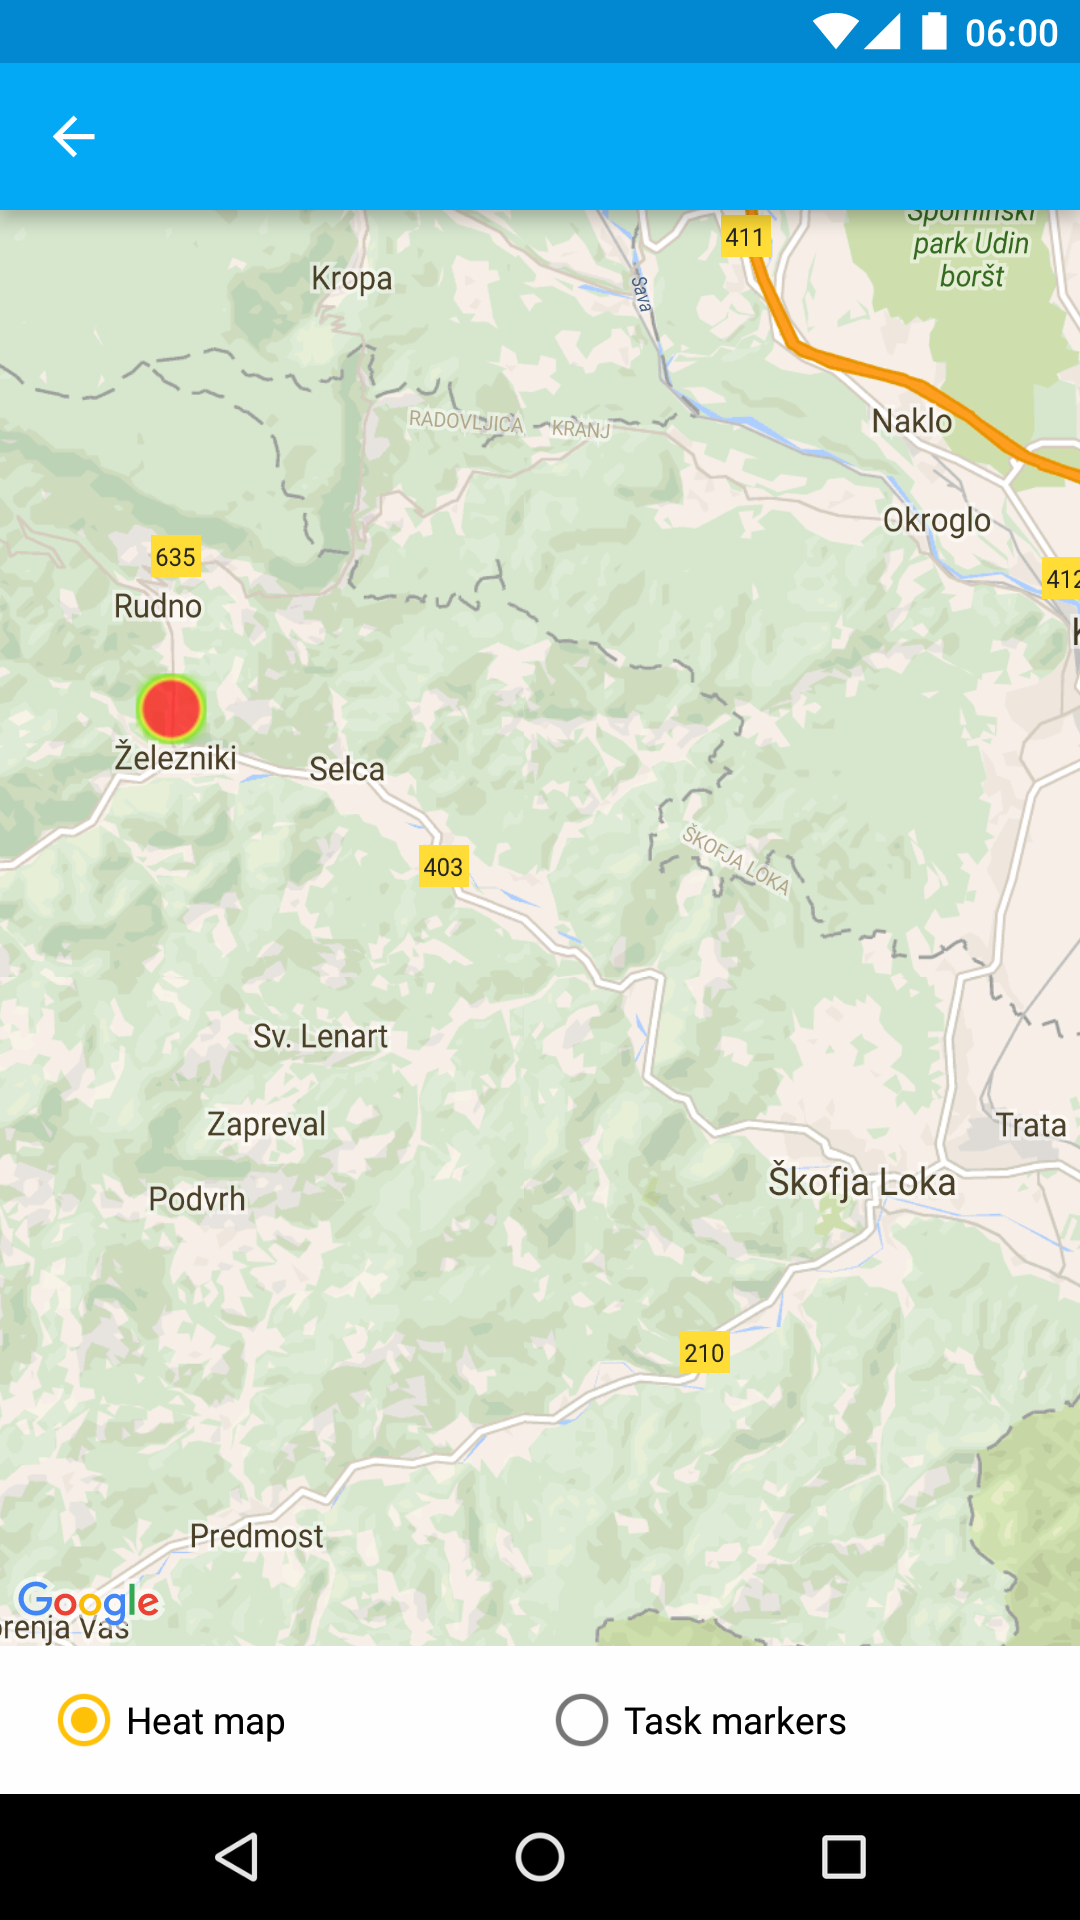 06:00
Spominski
park Udin
boršt
411
Kropa
Sava
Naklo
RADOVLJICA
KRANJ
Okroglo
635
412
Rudno
Železniki
Selca
ŠKOFJA LOKA
403
Sv. Lenart
Zapreval
Trata
Škofja Loka
Podvrh
210
Predmost
Google
orenja Vas
Heat map
Task markers